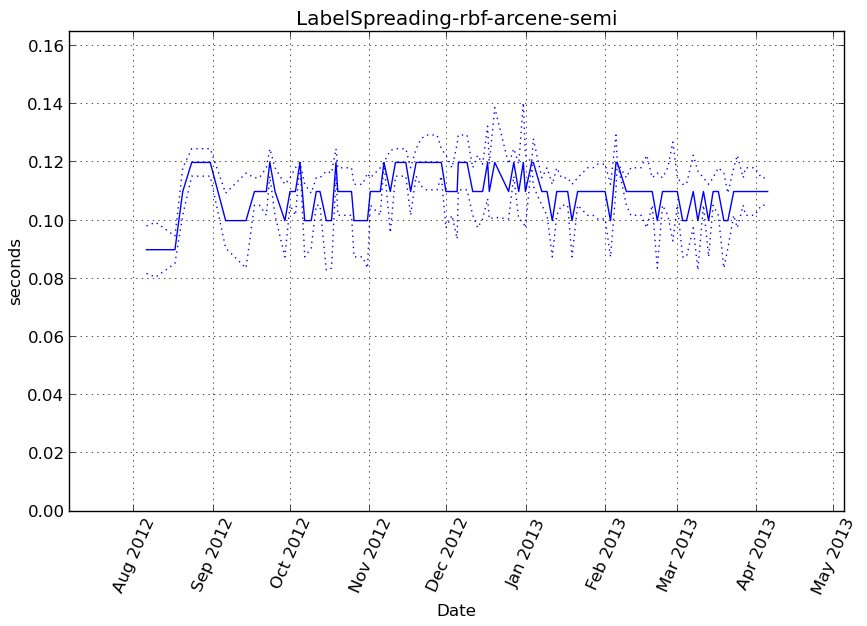 LabelSpreading-rbf-arcene-semi
0.16
0.14
0.12
0.10
0.08
0.06
0.04
0.02
0.00
seconds
Aug 2012
Sep 2012
Oct 2012
Nov 2012
Dec 2012
Jan 2013
Feb 2013
Mar 2013
Apr 2013
May 2013
Date